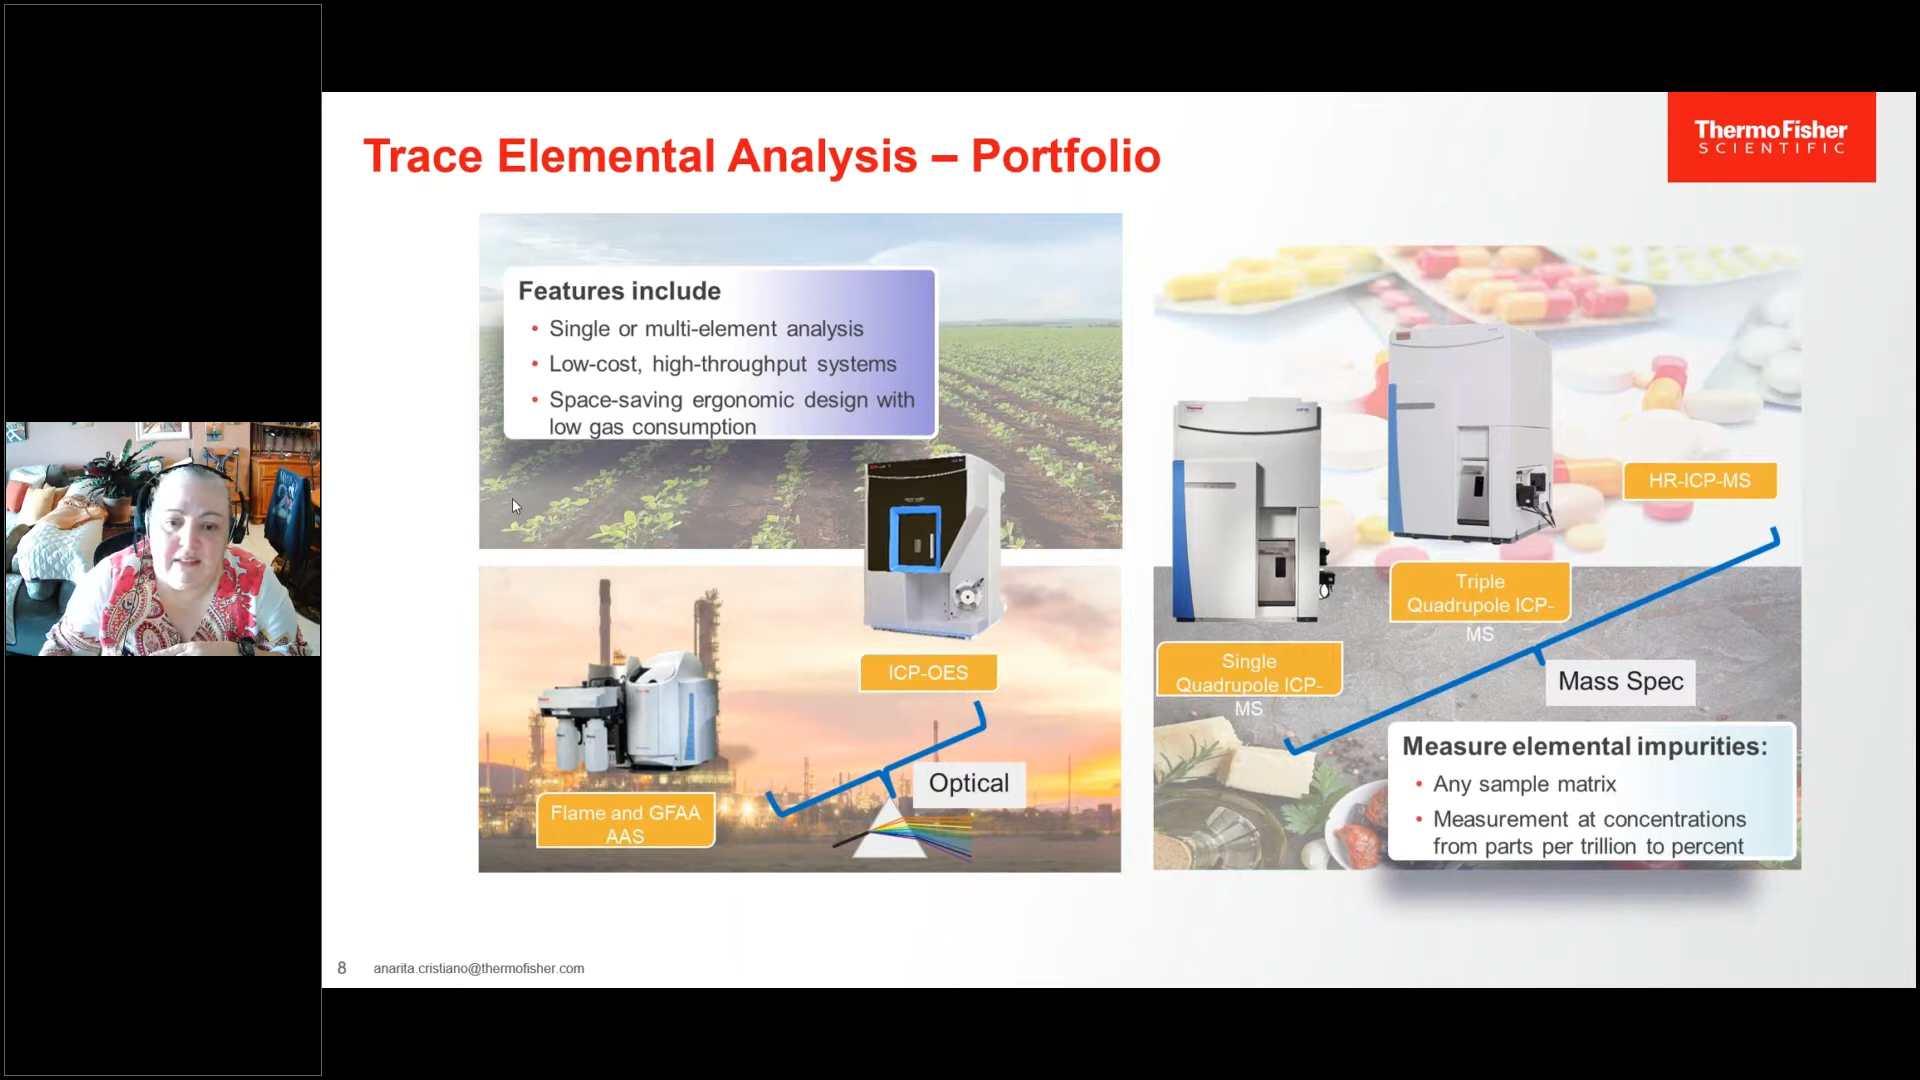 Trace Elemental Analysis – Portfolio
ThermoFisher
SCIENTIFIC
Features include
• Single or multi-element analysis
• Low-cost, high-throughput systems
• Space-saving ergonomic design with
low gas consumption
ICP-OES
Flame and GFAA
AAS
Optical
HR-ICP-MS
Triple
Quadrupole ICP-
MS
Single
Quadrupole ICP-
MS
Mass Spec
Measure elemental impurities:
• Any sample matrix
• Measurement at concentrations
from parts per trillion to percent
8 anarita.cristiano@thermofisher.com